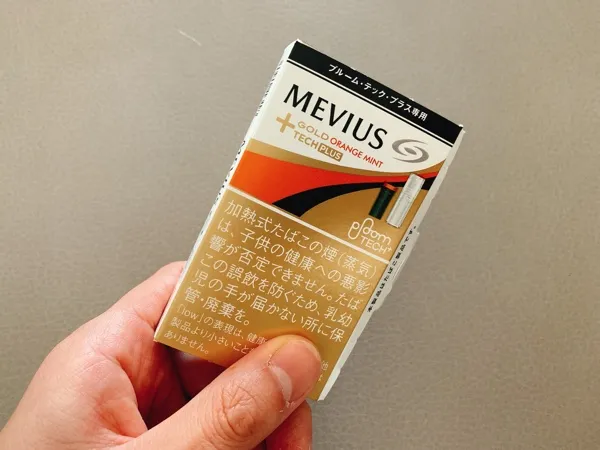 プルーム・テック・プラス専用
MEVIUS
+ GOLD ORANGE MINT
TECH PLUS
Ploom
TECH+
加熱式たばこの煙(蒸気)
は、子供の健康への悪影
響が否定できません。たば
この誤飲を防ぐため、乳幼
児の手が届かない所に保
管・廃棄を。
「low」の表現は、健康
製品より小さいこと
ありません。